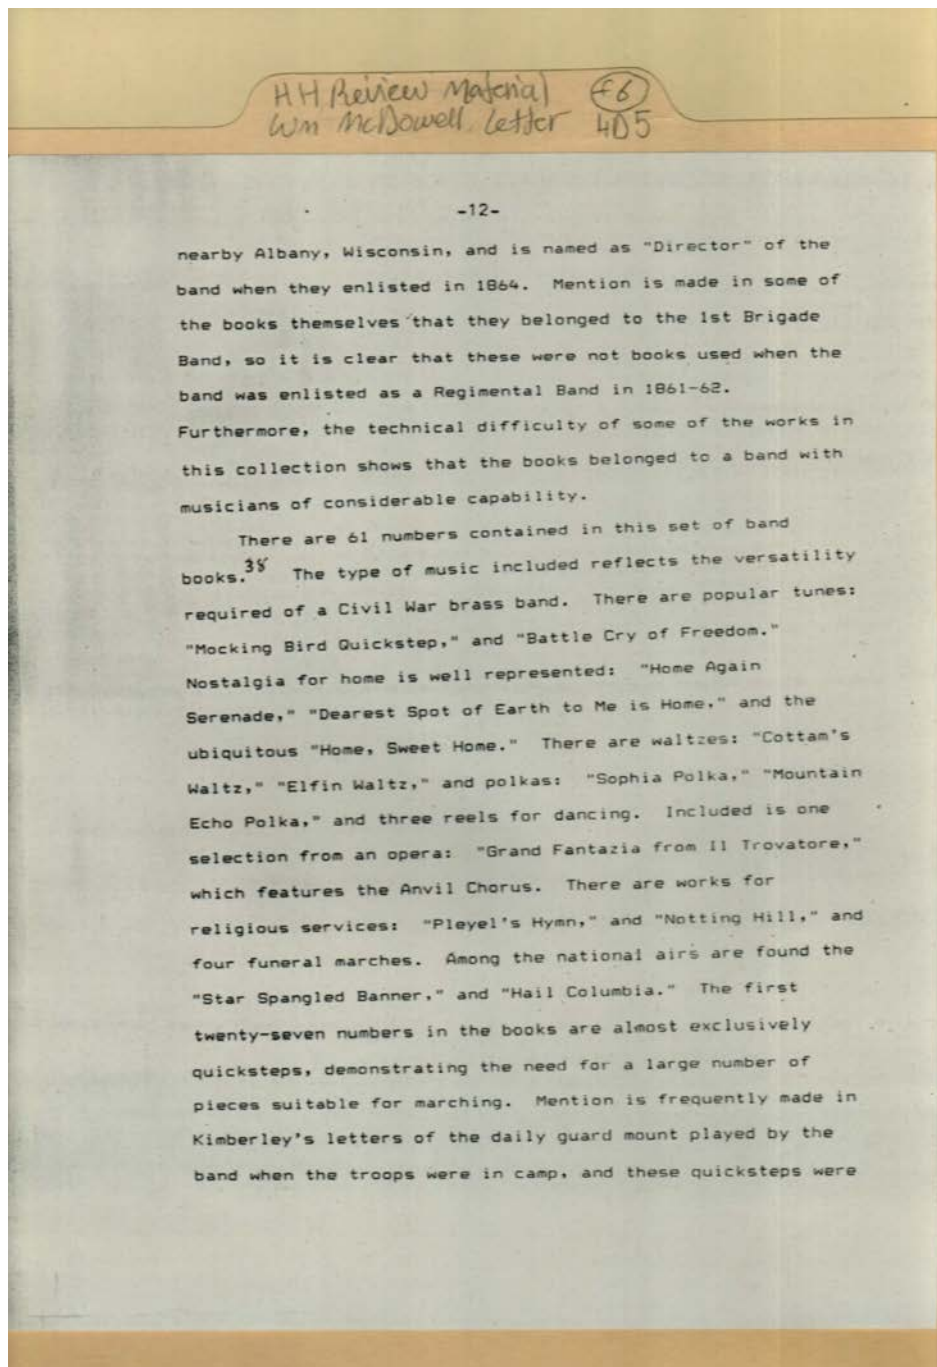 HH Review Material f6
Wm McDowell Letter 4D5
-12-
nearby Albany, Wisconsin, and is named as "Director" of the
band when they enlisted in 1864.  Mention is made in some of
the books themselves that they belonged to the 1st Brigade
Band, so it is clear that these were not books used when the
band was enlisted as a Regimental Band in 1861-62.
Furthermore, the technical difficulty of some of the works in
this collection shows that the books belonged to a band with
musicians of considerable capability.
There are 61 numbers contained in this set of band
books.38  The type of music included reflects the versatility
required of a Civil War brass band.  There are popular tunes:
"Mocking Bird Quickstep," and "Battle Cry of Freedom."
Nostalgia for home is well represented:  "Home Again
Serenade," "Dearest Spot of Earth to Me is Home," and the
ubiquitous "Home, Sweet Home."  There are waltzes: "Cottam's
Waltz," "Elfin Waltz," and polkas:  "Sophia Polka," "Mountain
Echo Polka," and three reels for dancing.  Included is one
selection from an opera:  "Grand Fantazia from Il Trovatore,"
which features the Anvil Chorus.  There are works for
religious services:  "Pleyel's Hymn," and "Notting Hill," and
four funeral marches.  Among the national airs are found the
"Star Spangled Banner," and "Hail Columbia."  The first
twenty-seven numbers in the books are almost exclusively
quicksteps, demonstrating the need for a large number of
pieces suitable for marching.  Mention is frequently made in
Kimberley's letters of the daily guard mount played by the
band when the troops were in camp, and these quicksteps were